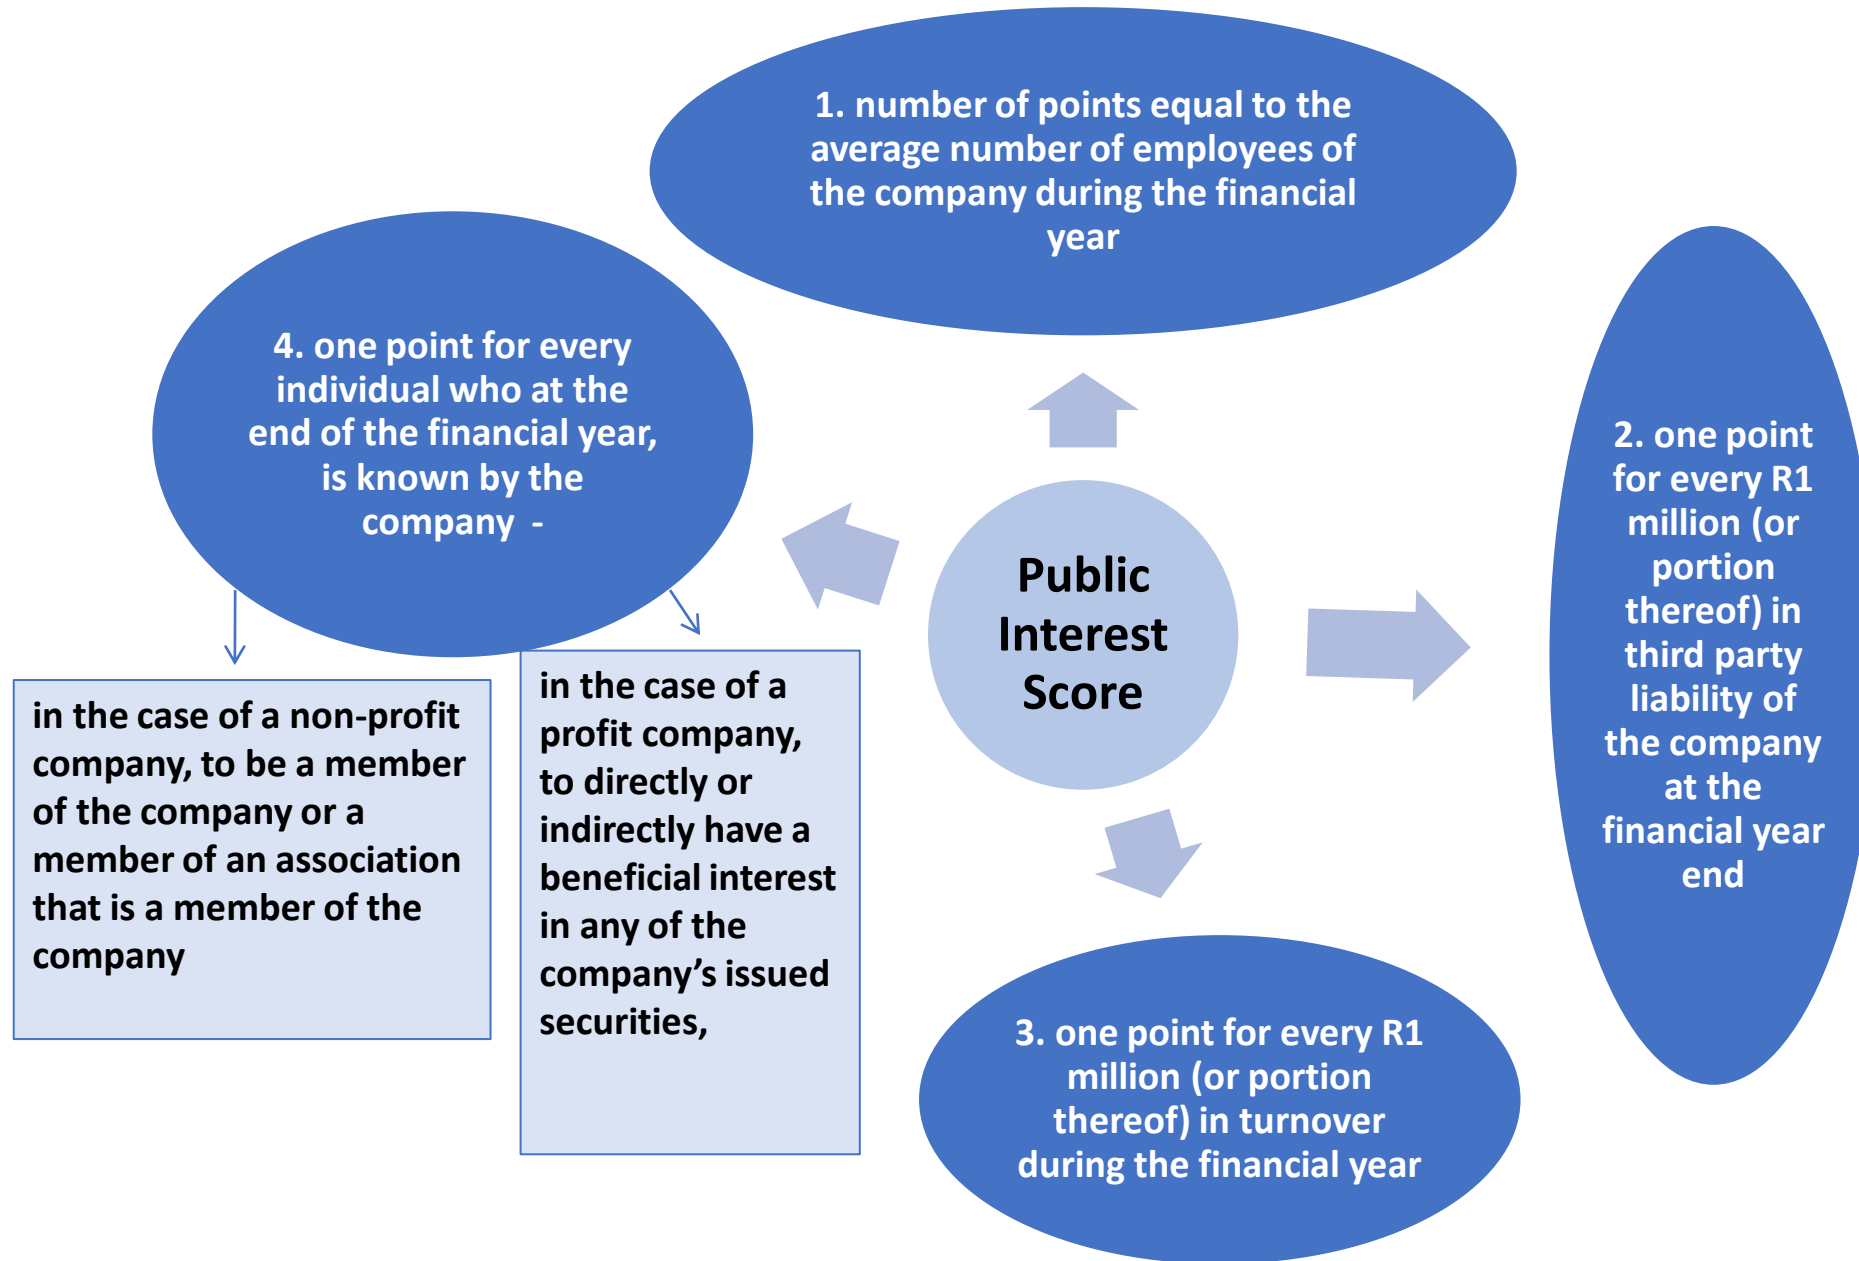 1. number of points equal to the
average number of employees of
the company during the financial
year
2. one point
for every R1
million (or
portion
thereof) in
third party
liability of
the company
at the
financial year
end
3. one point for every R1
million (or portion
thereof) in turnover
during the financial year
4. one point for every
individual who at the
end of the financial year,
is known by the
company  -
in the case of a non-profit
company, to be a member
of the company or a
member of an association
that is a member of the
company
in the case of a
profit company,
to directly or
indirectly have a
beneficial interest
in any of the
company’s issued
securities,
Public
Interest
Score